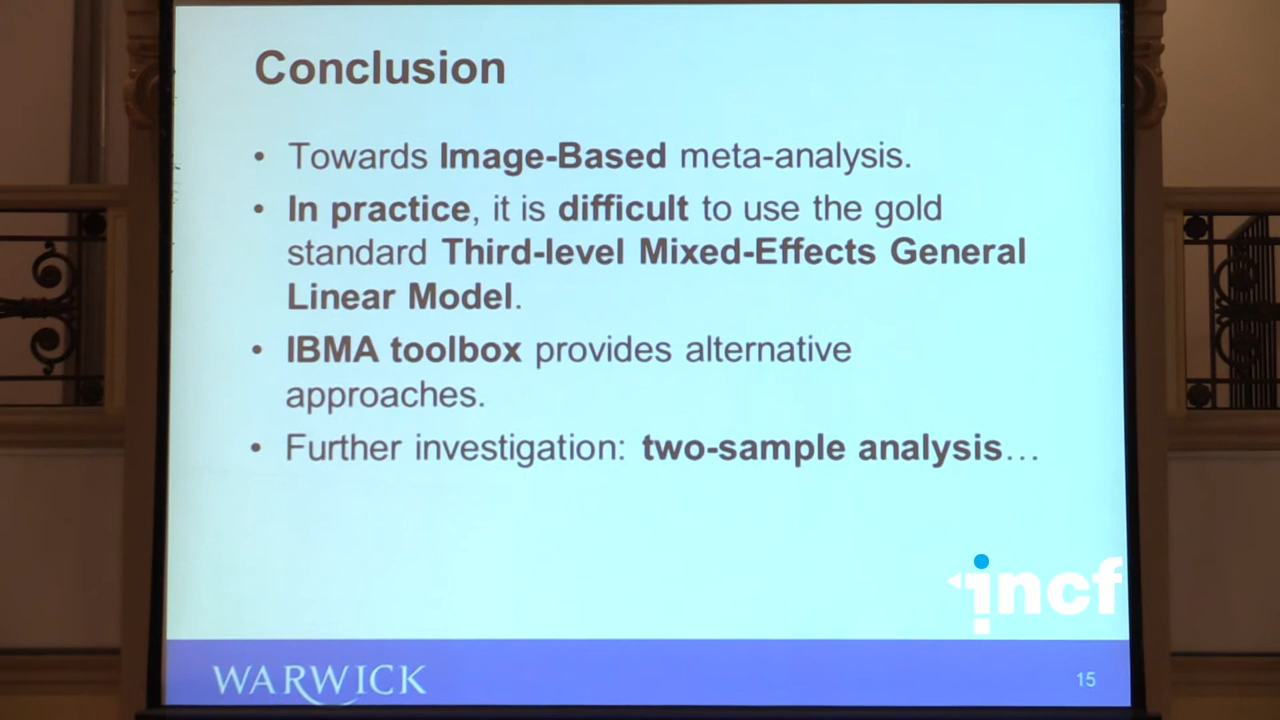 Conclusion
• Towards Image-Based meta-analysis.
• In practice, it is difficult to use the gold
standard Third-level Mixed-Effects General
Linear Model.
• IBMA toolbox provides alternative
approaches.
• Further investigation: two-sample analysis…
incf
WARWICK
15